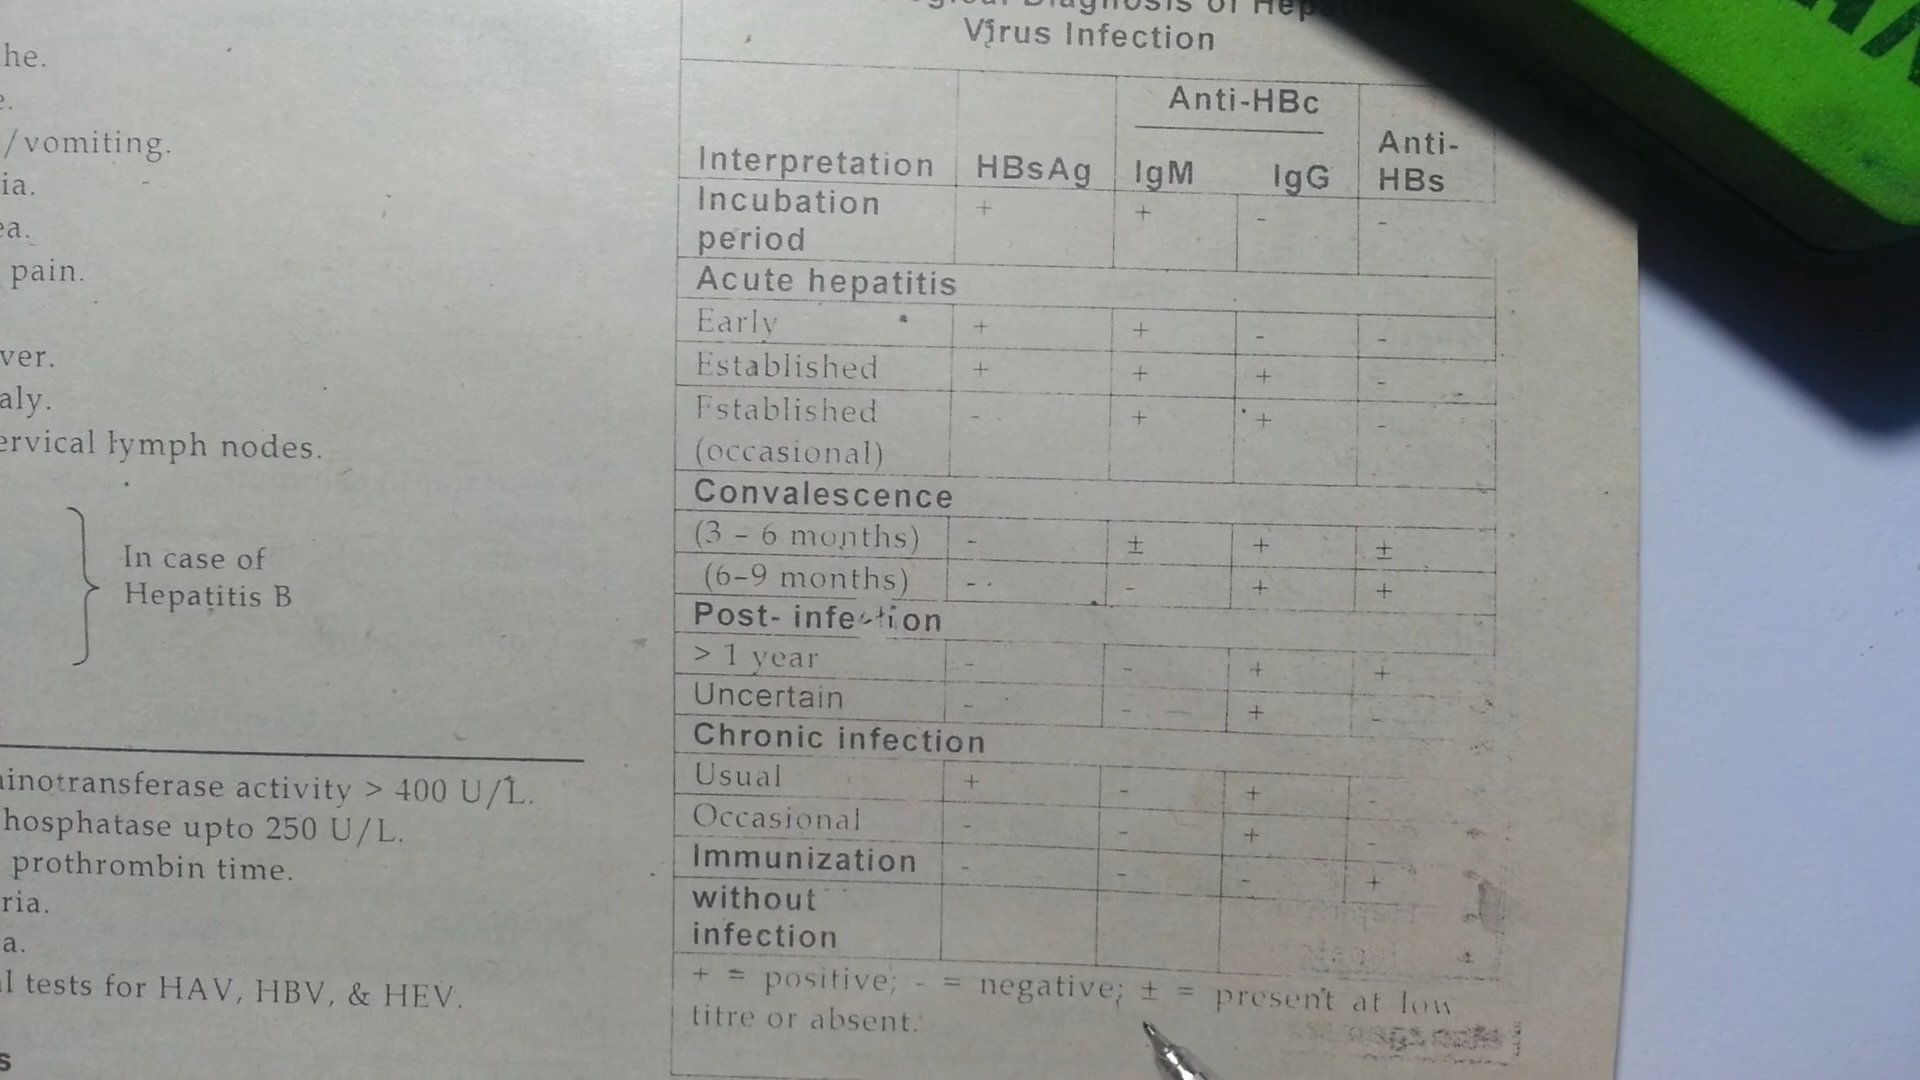 he.
e.
/vomiting.
ia.
ea.
pain.
ver.
aly.
ervical lymph nodes.
In case of
Hepatitis B
inotransferase activity > 400 U/L.
hosphatase upto 250 U/L.
prothrombin time.
ria.
a.
l tests for HAV, HBV, & HEV.
s
Diagnosis of
Virus Infection
Interpretation HBsAg Anti-HBc IgM IgG Anti-HBs
Incubation period + + - -
Acute hepatitis
Early + + - -
Established + + + -
Established (occasional) - + + -
Convalescence
(3 – 6 months) - ± + ±
(6–9 months) - - + +
Post- infection
> 1 year - - + +
Uncertain - - + -
Chronic infection
Usual + - + -
Occasional - - + -
Immunization without infection - - - +
+ = positive; - = negative; ± = present at low
titre or absent.